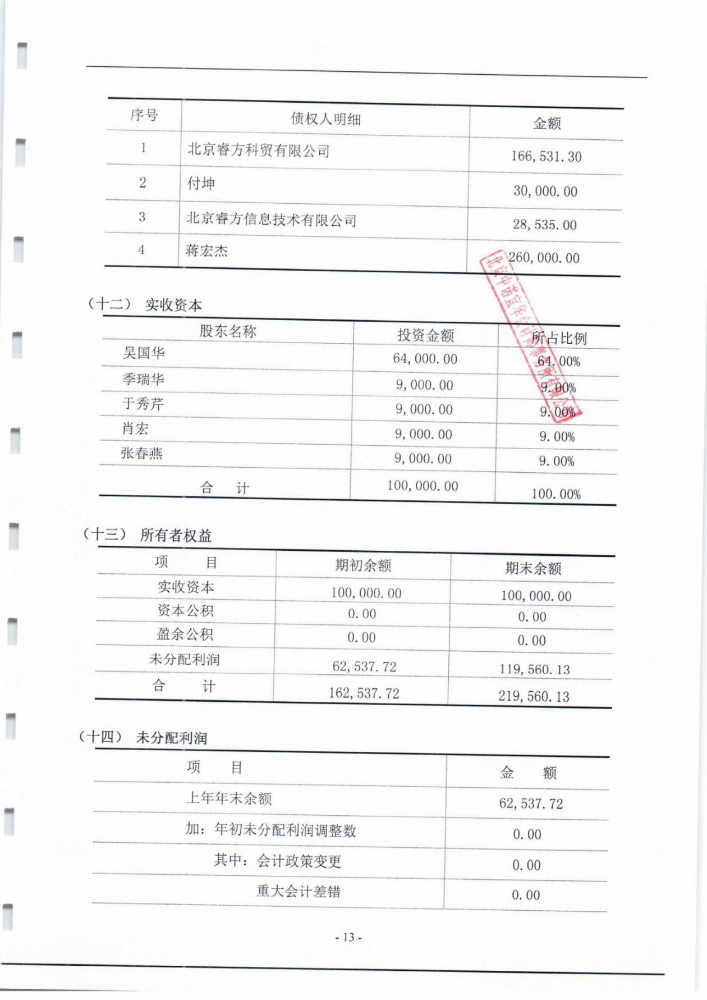 序号 债权人明细 金额
1 北京睿方科贸有限公司 166,531.30
2 付坤 30,000.00
3 北京睿方信息技术有限公司 28,535.00
4 蒋宏杰 260,000.00
（十二） 实收资本
股东名称 投资金额 所占比例
吴国华 64,000.00 64.00%
季瑞华 9,000.00 9.00%
于秀芹 9,000.00 9.00%
肖宏 9,000.00 9.00%
张春燕 9,000.00 9.00%
合 计 100,000.00 100.00%
（十三） 所有者权益
项 目 期初余额 期末余额
实收资本 100,000.00 100,000.00
资本公积 0.00 0.00
盈余公积 0.00 0.00
未分配利润 62,537.72 119,560.13
合 计 162,537.72 219,560.13
（十四） 未分配利润
项 目 金 额
上年年末余额 62,537.72
加：年初未分配利润调整数 0.00
其中：会计政策变更 0.00
重大会计差错 0.00
- 13 -